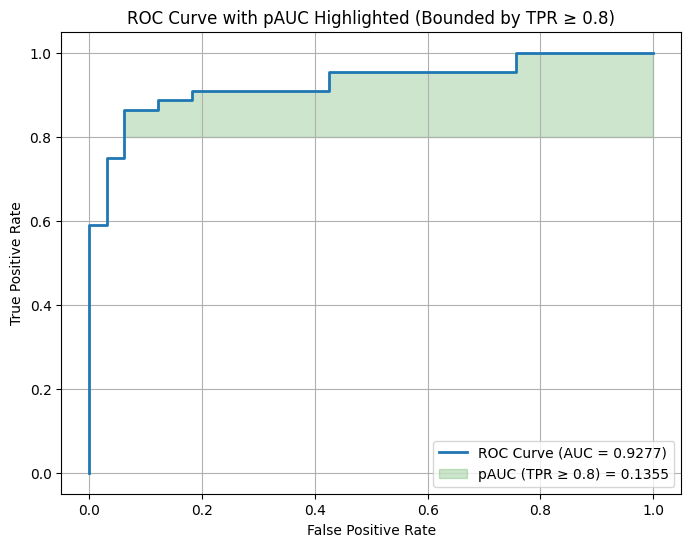 ROC Curve with pAUC Highlighted (Bounded by TPR ≥ 0.8)
True Positive Rate
1.0
0.8
0.6
0.4
0.2
0.0
ROC Curve (AUC = 0.9277)
pAUC (TPR ≥ 0.8) = 0.1355
0.0 0.2 0.4 0.6 0.8 1.0
False Positive Rate